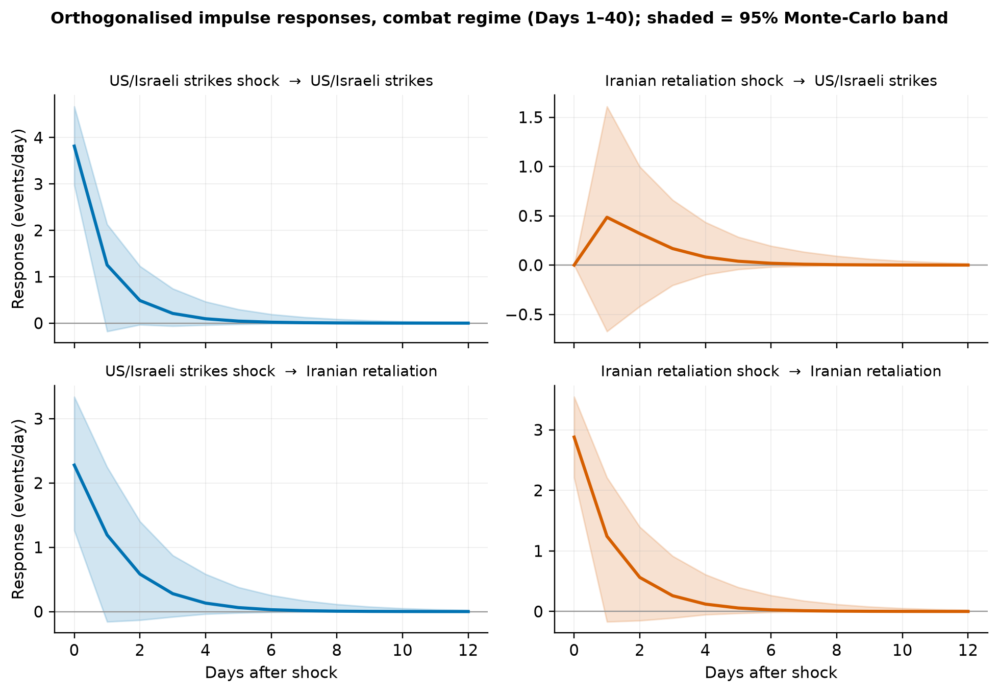 Orthogonalised impulse responses, combat regime (Days 1–40); shaded = 95% Monte-Carlo band
US/Israeli strikes shock → US/Israeli strikes
Response (events/day)
4
3
2
1
0
Iranian retaliation shock → US/Israeli strikes
1.5
1.0
0.5
0.0
−0.5
US/Israeli strikes shock → Iranian retaliation
Response (events/day)
3
2
1
0
0 2 4 6 8 10 12
Days after shock
Iranian retaliation shock → Iranian retaliation
3
2
1
0
0 2 4 6 8 10 12
Days after shock